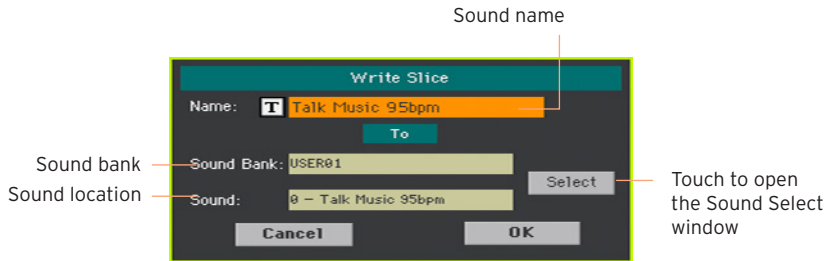 Sound name
Write Slice
Name: T Talk Music 95bpm
To
Sound bank
Sound Bank: USER01
Select
Touch to open
the Sound Select
window
Sound location
Sound: 0 - Talk Music 95bpm
Cancel OK